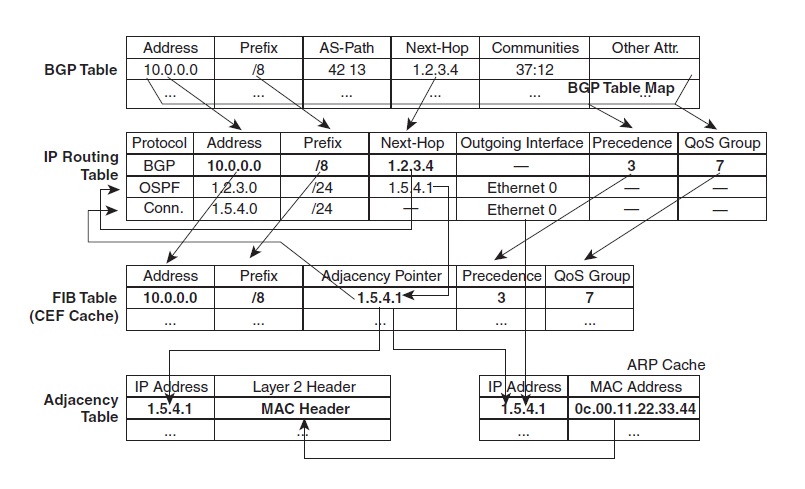 Address Prefix AS-Path Next-Hop Communities Other Attr.
BGP Table 10.0.0.0 /8 42 13 1.2.3.4 37:12
BGP Table Map
... ... ... ... ... ...
Protocol Address Prefix Next-Hop Outgoing Interface Precedence QoS Group
IP Routing Table
BGP 10.0.0.0 /8 1.2.3.4 — 3 7
OSPF 1.2.3.0 /24 1.5.4.1 Ethernet 0 — —
Conn. 1.5.4.0 /24 — Ethernet 0 — —
Address Prefix Adjacency Pointer Precedence QoS Group
FIB Table (CEF Cache)
10.0.0.0 /8 1.5.4.1 3 7
... ... ... ... ...
ARP Cache
IP Address Layer 2 Header IP Address MAC Address
Adjacency Table
1.5.4.1 MAC Header 1.5.4.1 0c.00.11.22.33.44
... ... ... ...